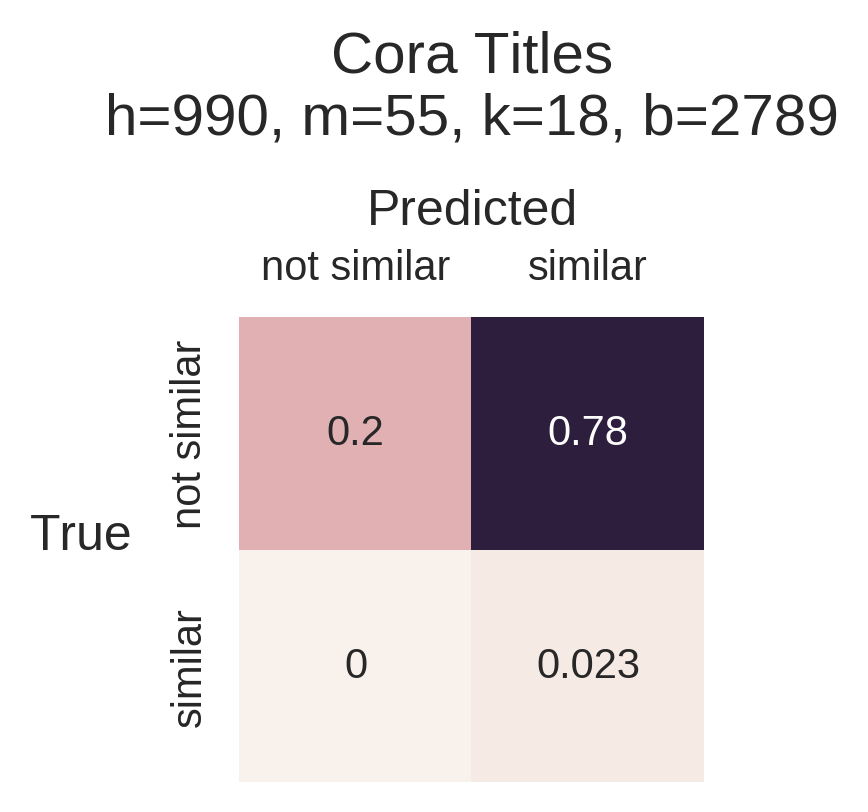 Cora Titles
h=990, m=55, k=18, b=2789
Predicted
not similar similar
not similar
0.2 0.78
True
similar
0 0.023